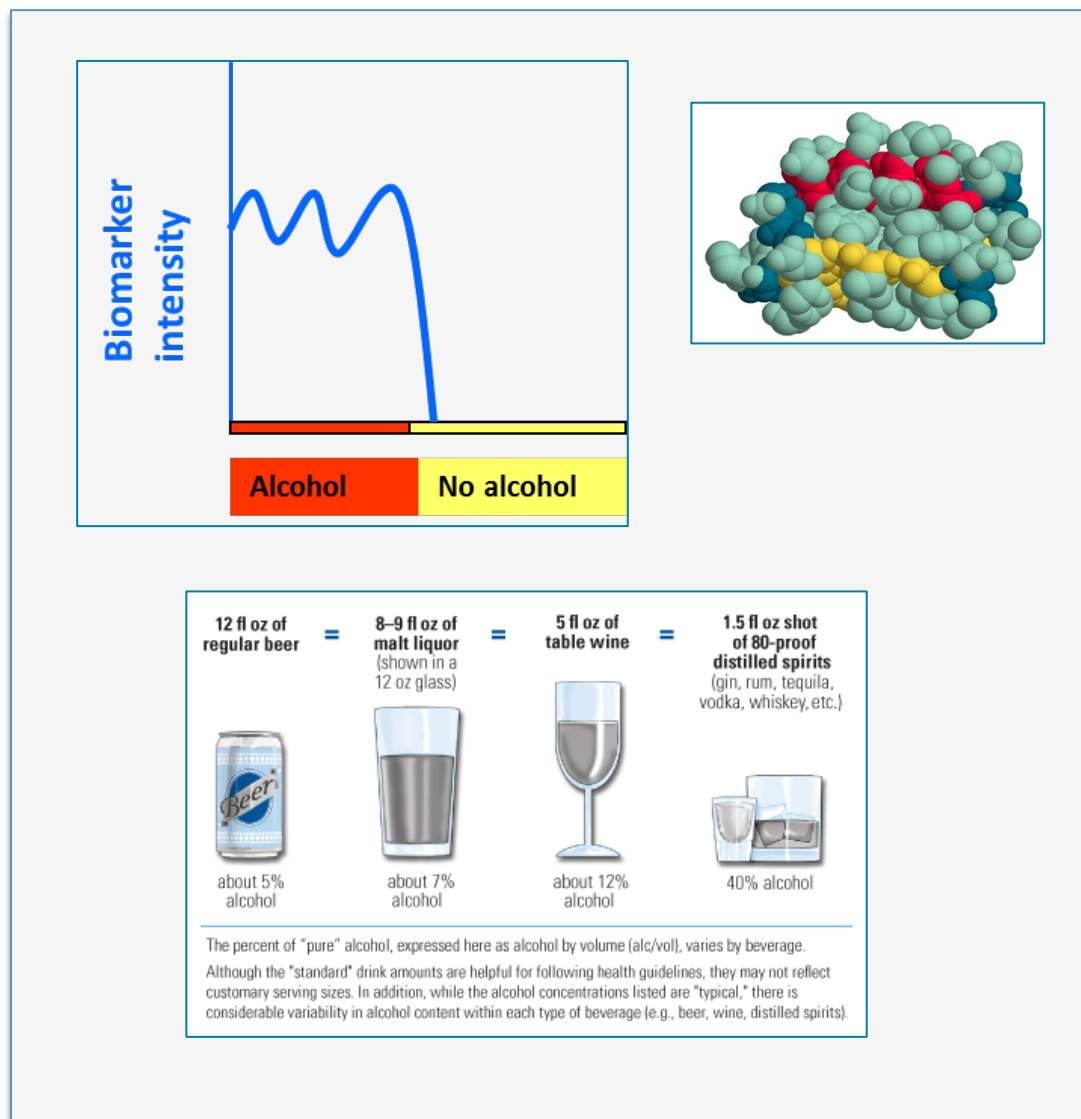 Biomarker
intensity
Alcohol
No alcohol
12 fl oz of
regular beer
=
8–9 fl oz of
malt liquor
(shown in a
12 oz glass)
=
5 fl oz of
table wine
=
1.5 fl oz shot
of 80-proof
distilled spirits
(gin, rum, tequila,
vodka, whiskey, etc.)
Beer
about 5%
alcohol
about 7%
alcohol
about 12%
alcohol
40% alcohol
The percent of "pure" alcohol, expressed here as alcohol by volume (alc/vol), varies by beverage.
Although the "standard" drink amounts are helpful for following health guidelines, they may not reflect
customary serving sizes. In addition, while the alcohol concentrations listed are "typical," there is
considerable variability in alcohol content within each type of beverage (e.g., beer, wine, distilled spirits).